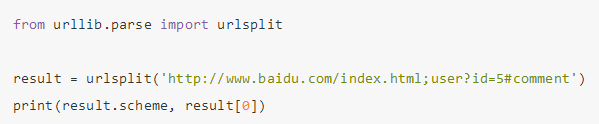 from urllib.parse import urlsplit
result = urlsplit('http://www.baidu.com/index.html;user?id=5#comment')
print(result.scheme, result[0])